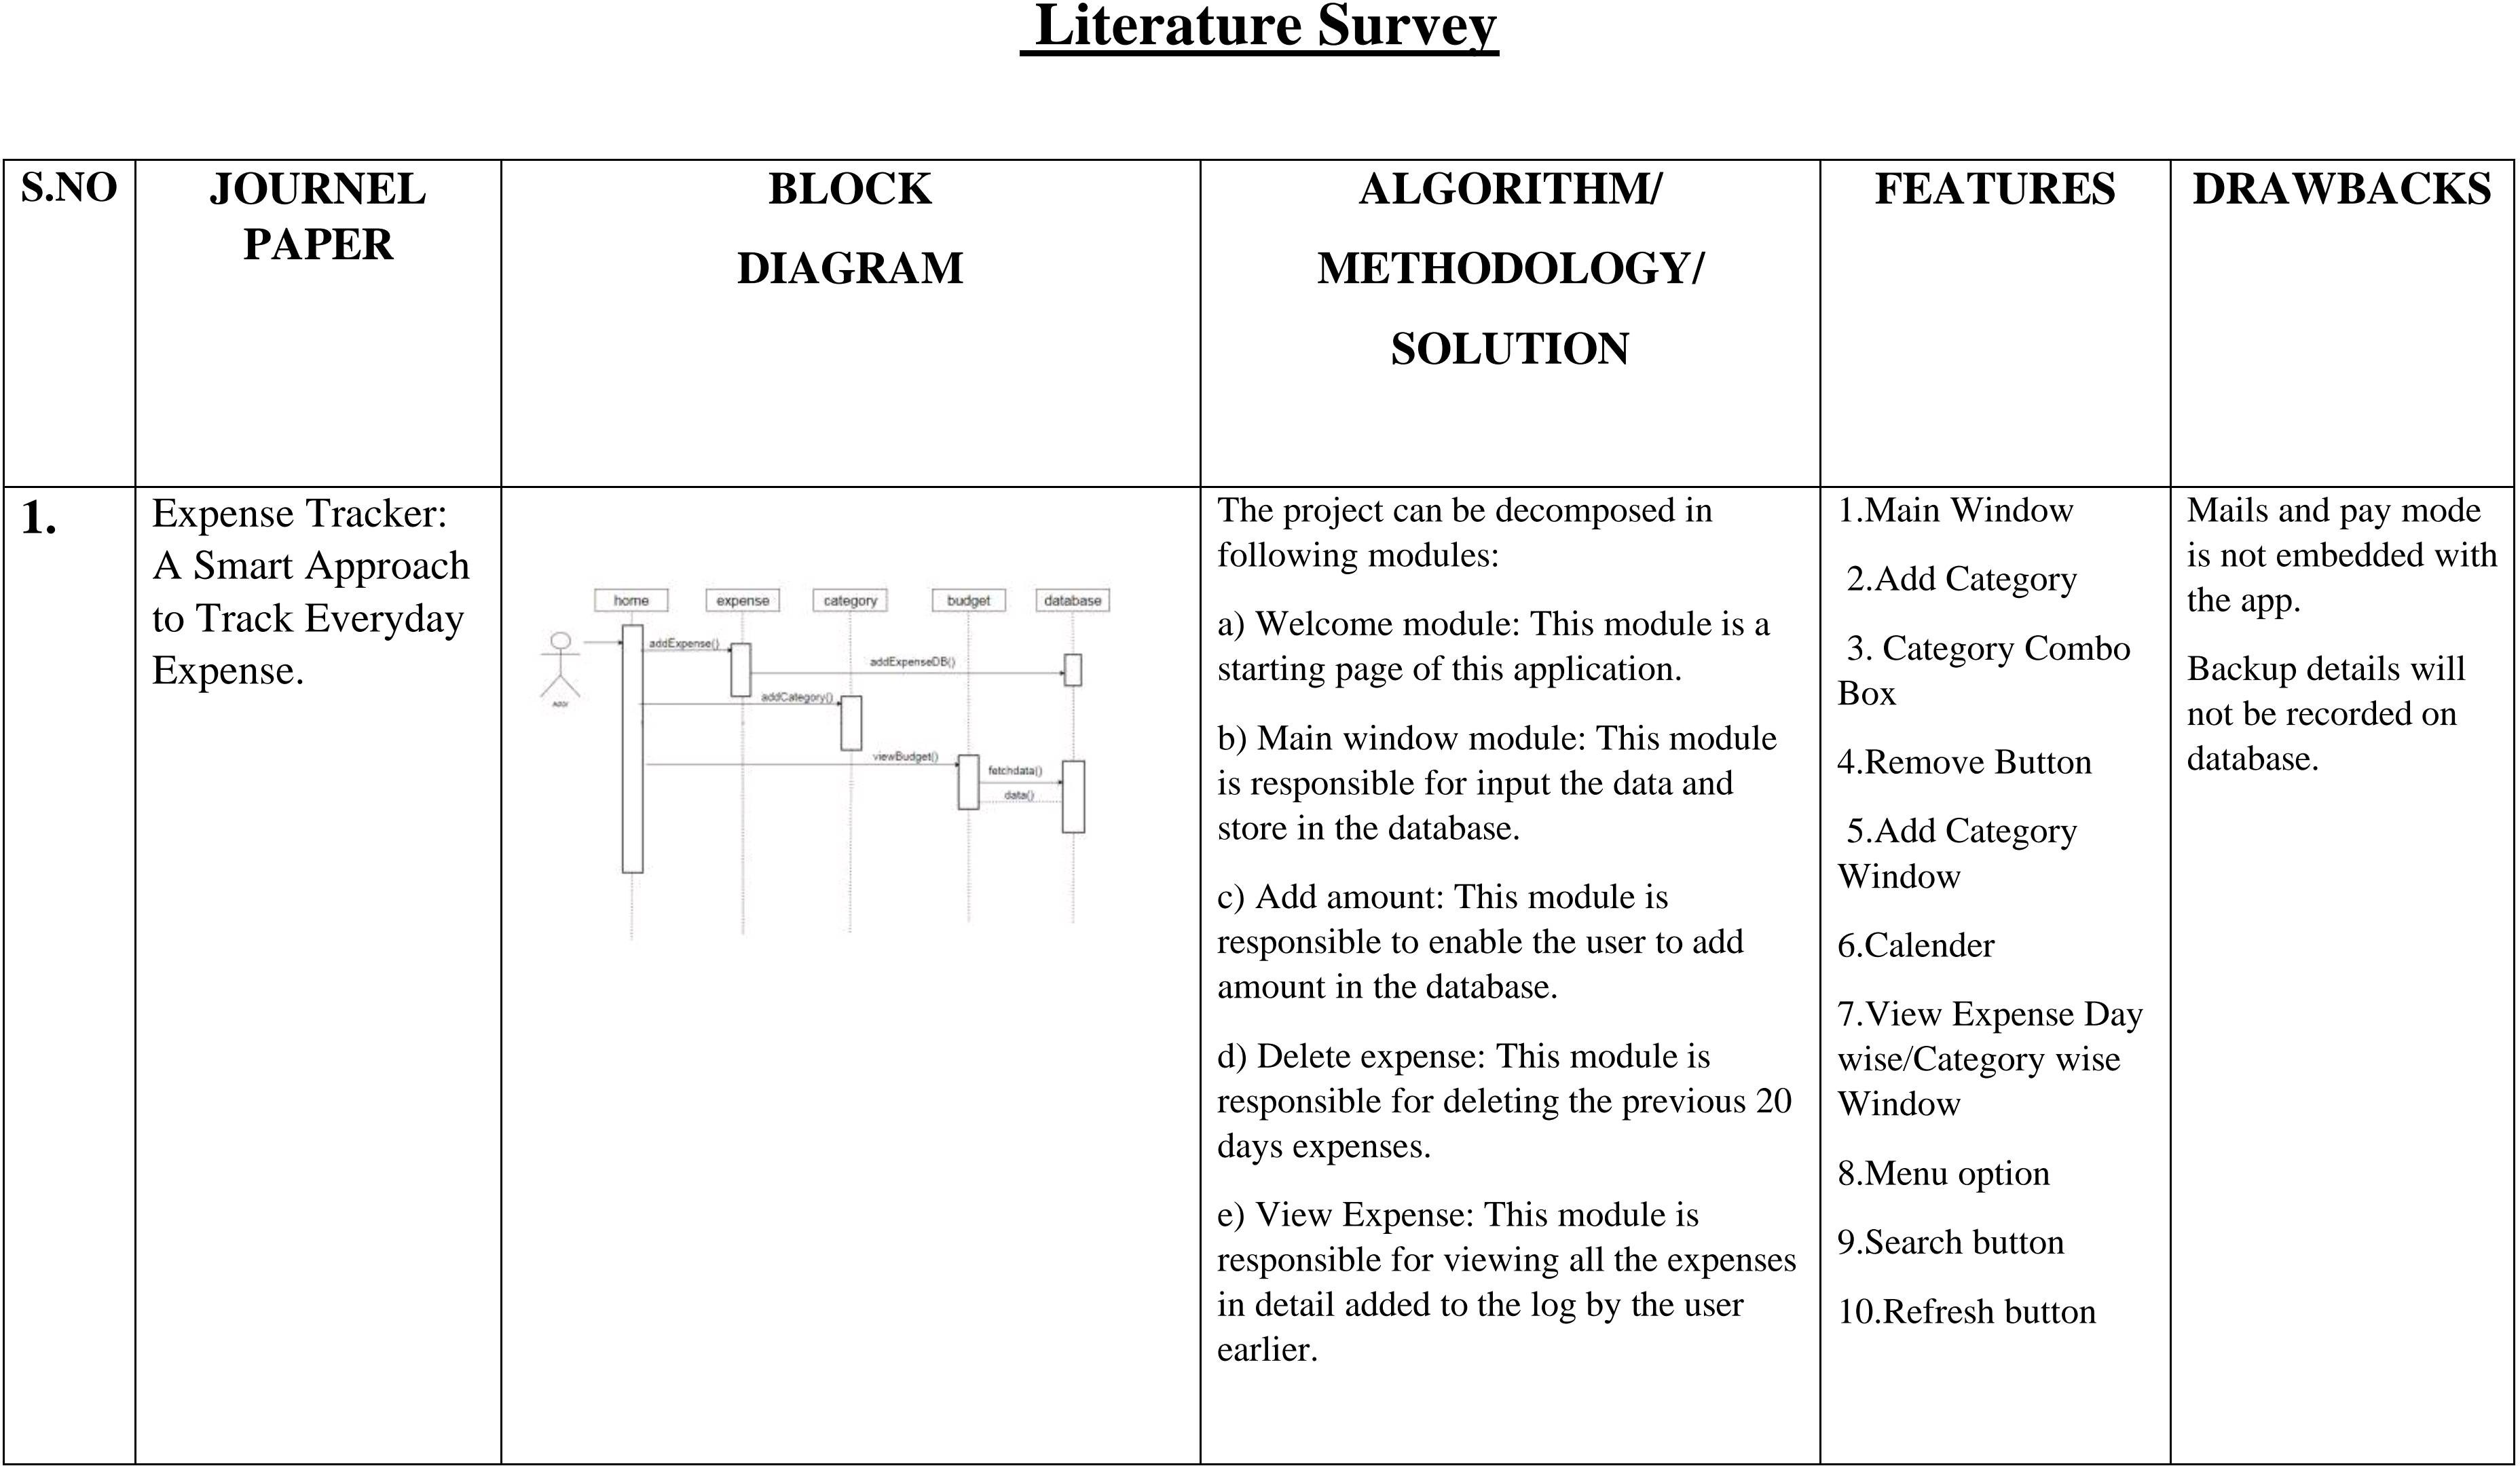 Literature Survey
S.NO
JOURNEL
PAPER
BLOCK
DIAGRAM
ALGORITHM/
METHODOLOGY/
SOLUTION
FEATURES
DRAWBACKS
1.
Expense Tracker:
A Smart Approach
to Track Everyday
Expense.
home
expense
category
budget
database
addExpense()
addExpenseDB()
addCategory()
viewBudget()
fetchdata()
data()
The project can be decomposed in
following modules:
a) Welcome module: This module is a
starting page of this application.
b) Main window module: This module
is responsible for input the data and
store in the database.
c) Add amount: This module is
responsible to enable the user to add
amount in the database.
d) Delete expense: This module is
responsible for deleting the previous 20
days expenses.
e) View Expense: This module is
responsible for viewing all the expenses
in detail added to the log by the user
earlier.
1.Main Window
2.Add Category
3. Category Combo
Box
4.Remove Button
5.Add Category
Window
6.Calender
7.View Expense Day
wise/Category wise
Window
8.Menu option
9.Search button
10.Refresh button
Mails and pay mode
is not embedded with
the app.
Backup details will
not be recorded on
database.